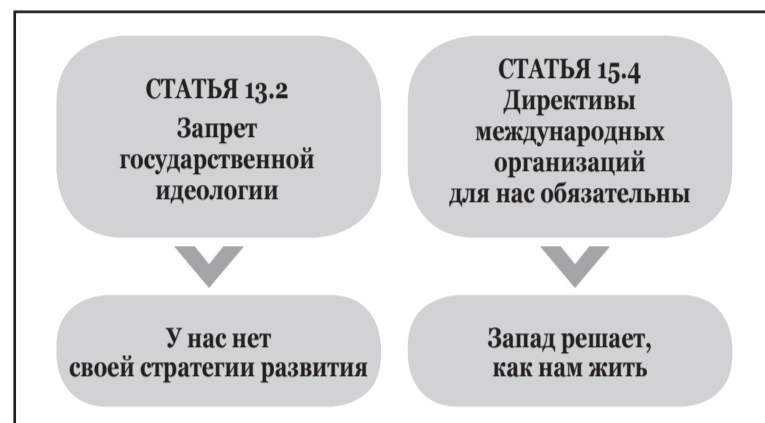 СТАТЬЯ 13.2
Запрет
государственной
идеологии
СТАТЬЯ 15.4
Директивы
международных
организаций
для нас обязательны
У нас нет
своей стратегии развития
Запад решает,
как нам жить